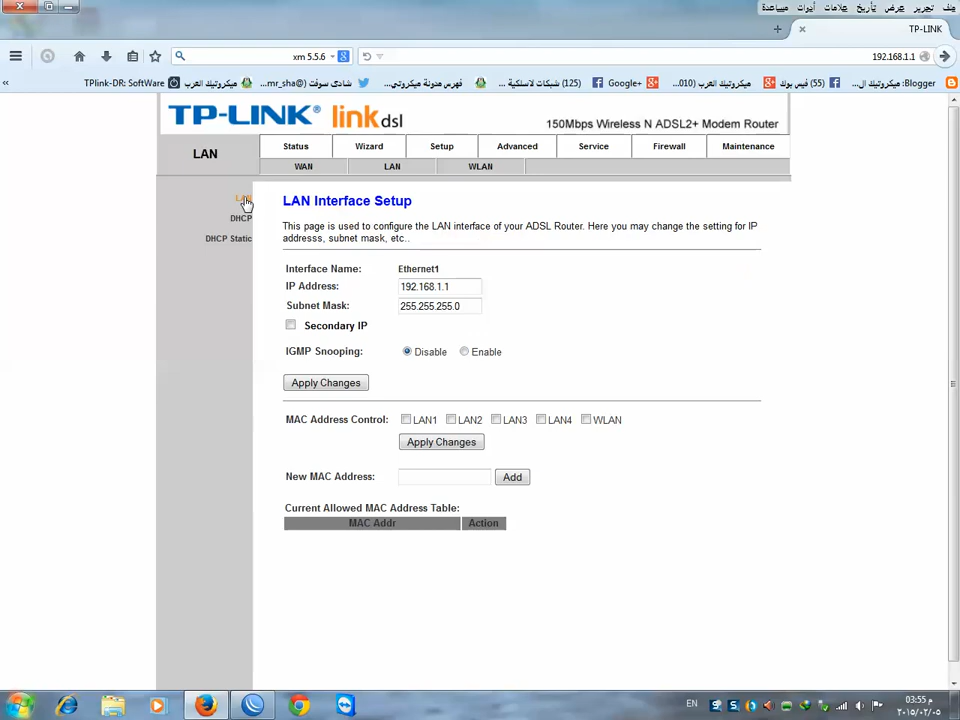 ملف تحرير عرض تأريخ علامات أدوات مساعدة
TP-LINK
xm 5.5.6
192.168.1.1
TPlink-DR: SoftWare
ميكروتيك العرب
شادى سوفت (@mr_sha...
فهرس مدونة ميكروتي...
(125) شبكات لاسلكية ...
Google+
ميكروتيك العرب (010...
(55) فيس بوك
Blogger: ميكروتيك ال...
TP-LINK® link dsl
150Mbps Wireless N ADSL2+ Modem Router
LAN
Status Wizard Setup Advanced Service Firewall Maintenance
WAN LAN WLAN
LAN
DHCP
DHCP Static
LAN Interface Setup
This page is used to configure the LAN interface of your ADSL Router. Here you may change the setting for IP
addresss, subnet mask, etc..
Interface Name: Ethernet1
IP Address: 192.168.1.1
Subnet Mask: 255.255.255.0
Secondary IP
IGMP Snooping: Disable Enable
Apply Changes
MAC Address Control: LAN1 LAN2 LAN3 LAN4 WLAN
Apply Changes
New MAC Address: Add
Current Allowed MAC Address Table:
MAC Addr Action
EN
03:55 م
٢٠١٥/٠٢/٠٥